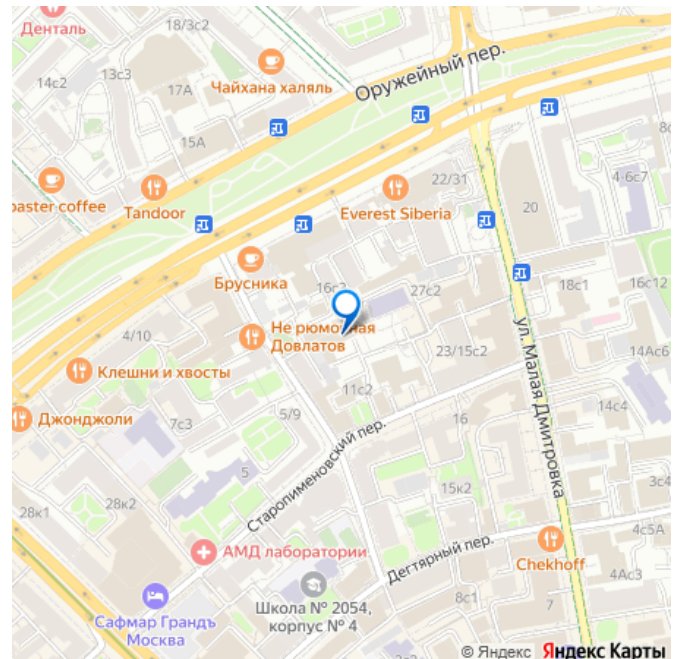 Денталь
18/3с2
Оружейный пер.
14с2
13с3
17А
Чайхана халяль
15А
4-6с7
22/31
20
oaster coffee
Tandoor
Everest Siberia
Брусника
16с2
27с2
18с1
16с12
Не рюмочная
Довлатов
4/10
23/15с2
14Ас6
Клешни и хвосты
11с2
ул. Малая Дмитровка
Джонджоли
7с3
5/9
14с4
16
Старопименовский пер.
5
15к2
3с4
28к1
28к2
4с5А
АМД лаборатории
Дегтярный пер.
Chekhoff
Сафмар Грандъ
Москва
Школа № 2054,
корпус № 4
8с1
7
4Ас3
© Яндекс Яндекс Карты